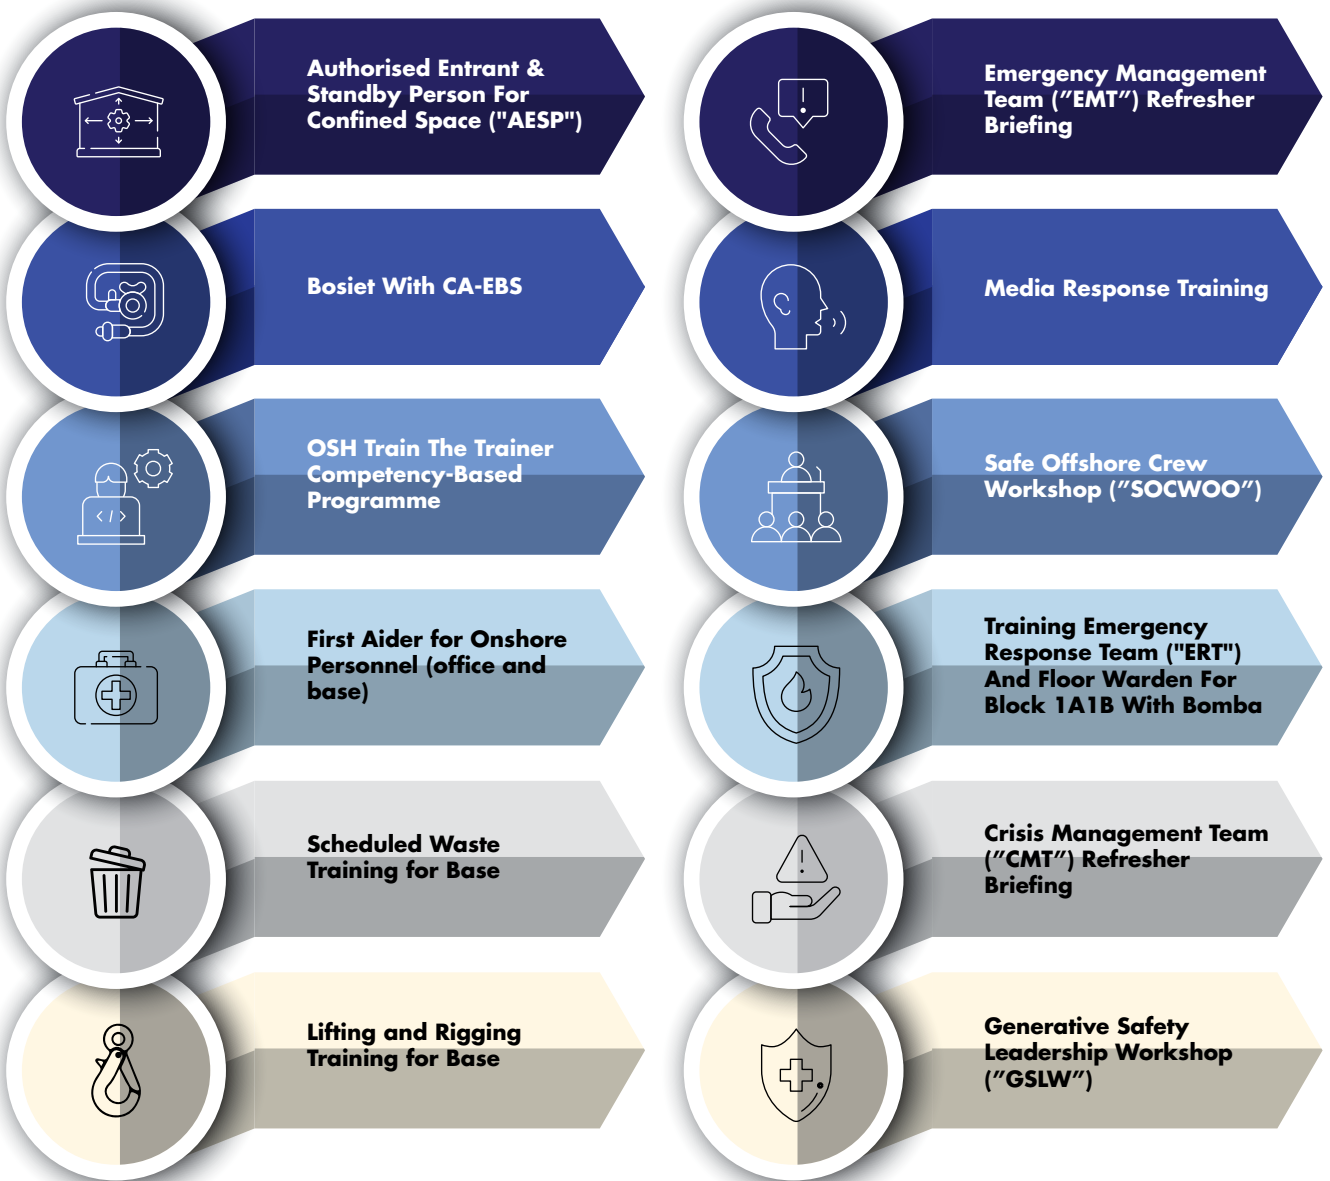 Authorised Entrant &
Standby Person For
Confined Space ("AESP")
Bosiet With CA-EBS
OSH Train The Trainer
Competency-Based
Programme
First Aider for Onshore
Personnel (office and
base)
Scheduled Waste
Training for Base
Lifting and Rigging
Training for Base
Emergency Management
Team (”EMT”) Refresher
Briefing
Media Response Training
Safe Offshore Crew
Workshop (”SOCWOO”)
Training Emergency
Response Team ("ERT")
And Floor Warden For
Block 1A1B With Bomba
Crisis Management Team
(”CMT”) Refresher
Briefing
Generative Safety
Leadership Workshop
(”GSLW”)